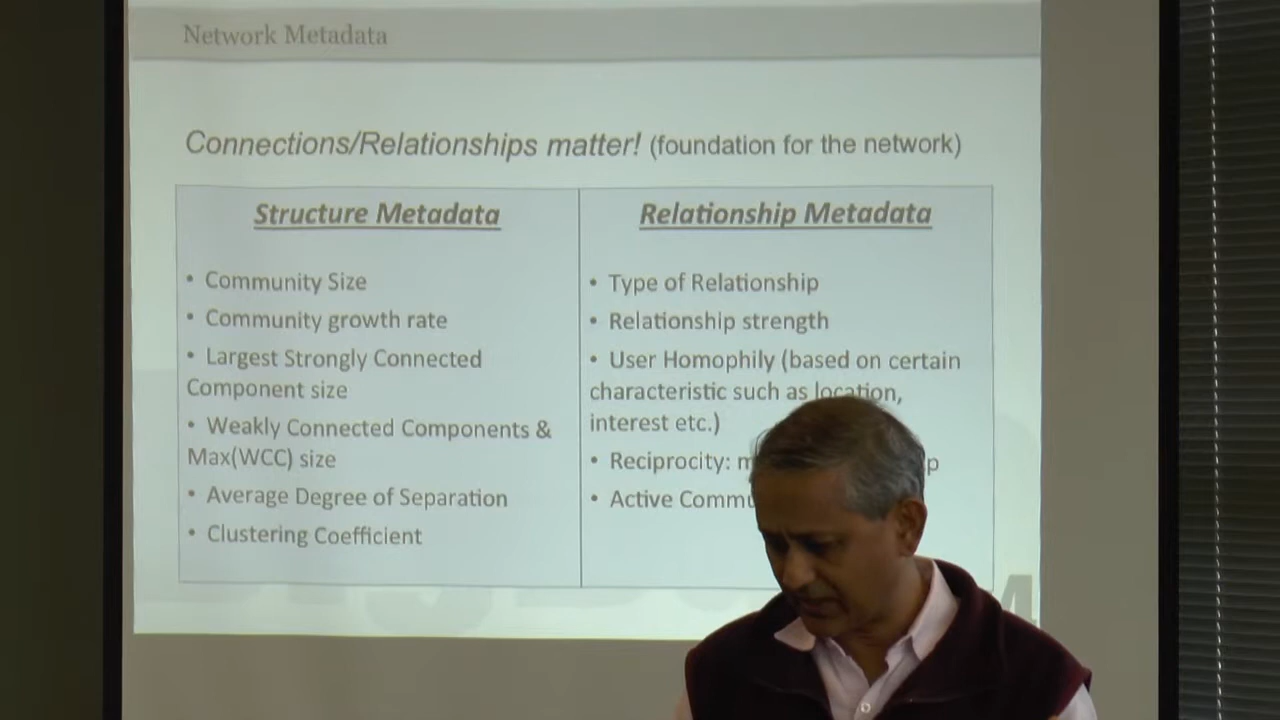 Network Metadata
Connections/Relationships matter! (foundation for the network)
Structure Metadata
• Community Size
• Community growth rate
• Largest Strongly Connected
Component size
• Weakly Connected Components &
Max(WCC) size
• Average Degree of Separation
• Clustering Coefficient
Relationship Metadata
• Type of Relationship
• Relationship strength
• User Homophily (based on certain
characteristic such as location,
interest etc.)
• Reciprocity:
• Active